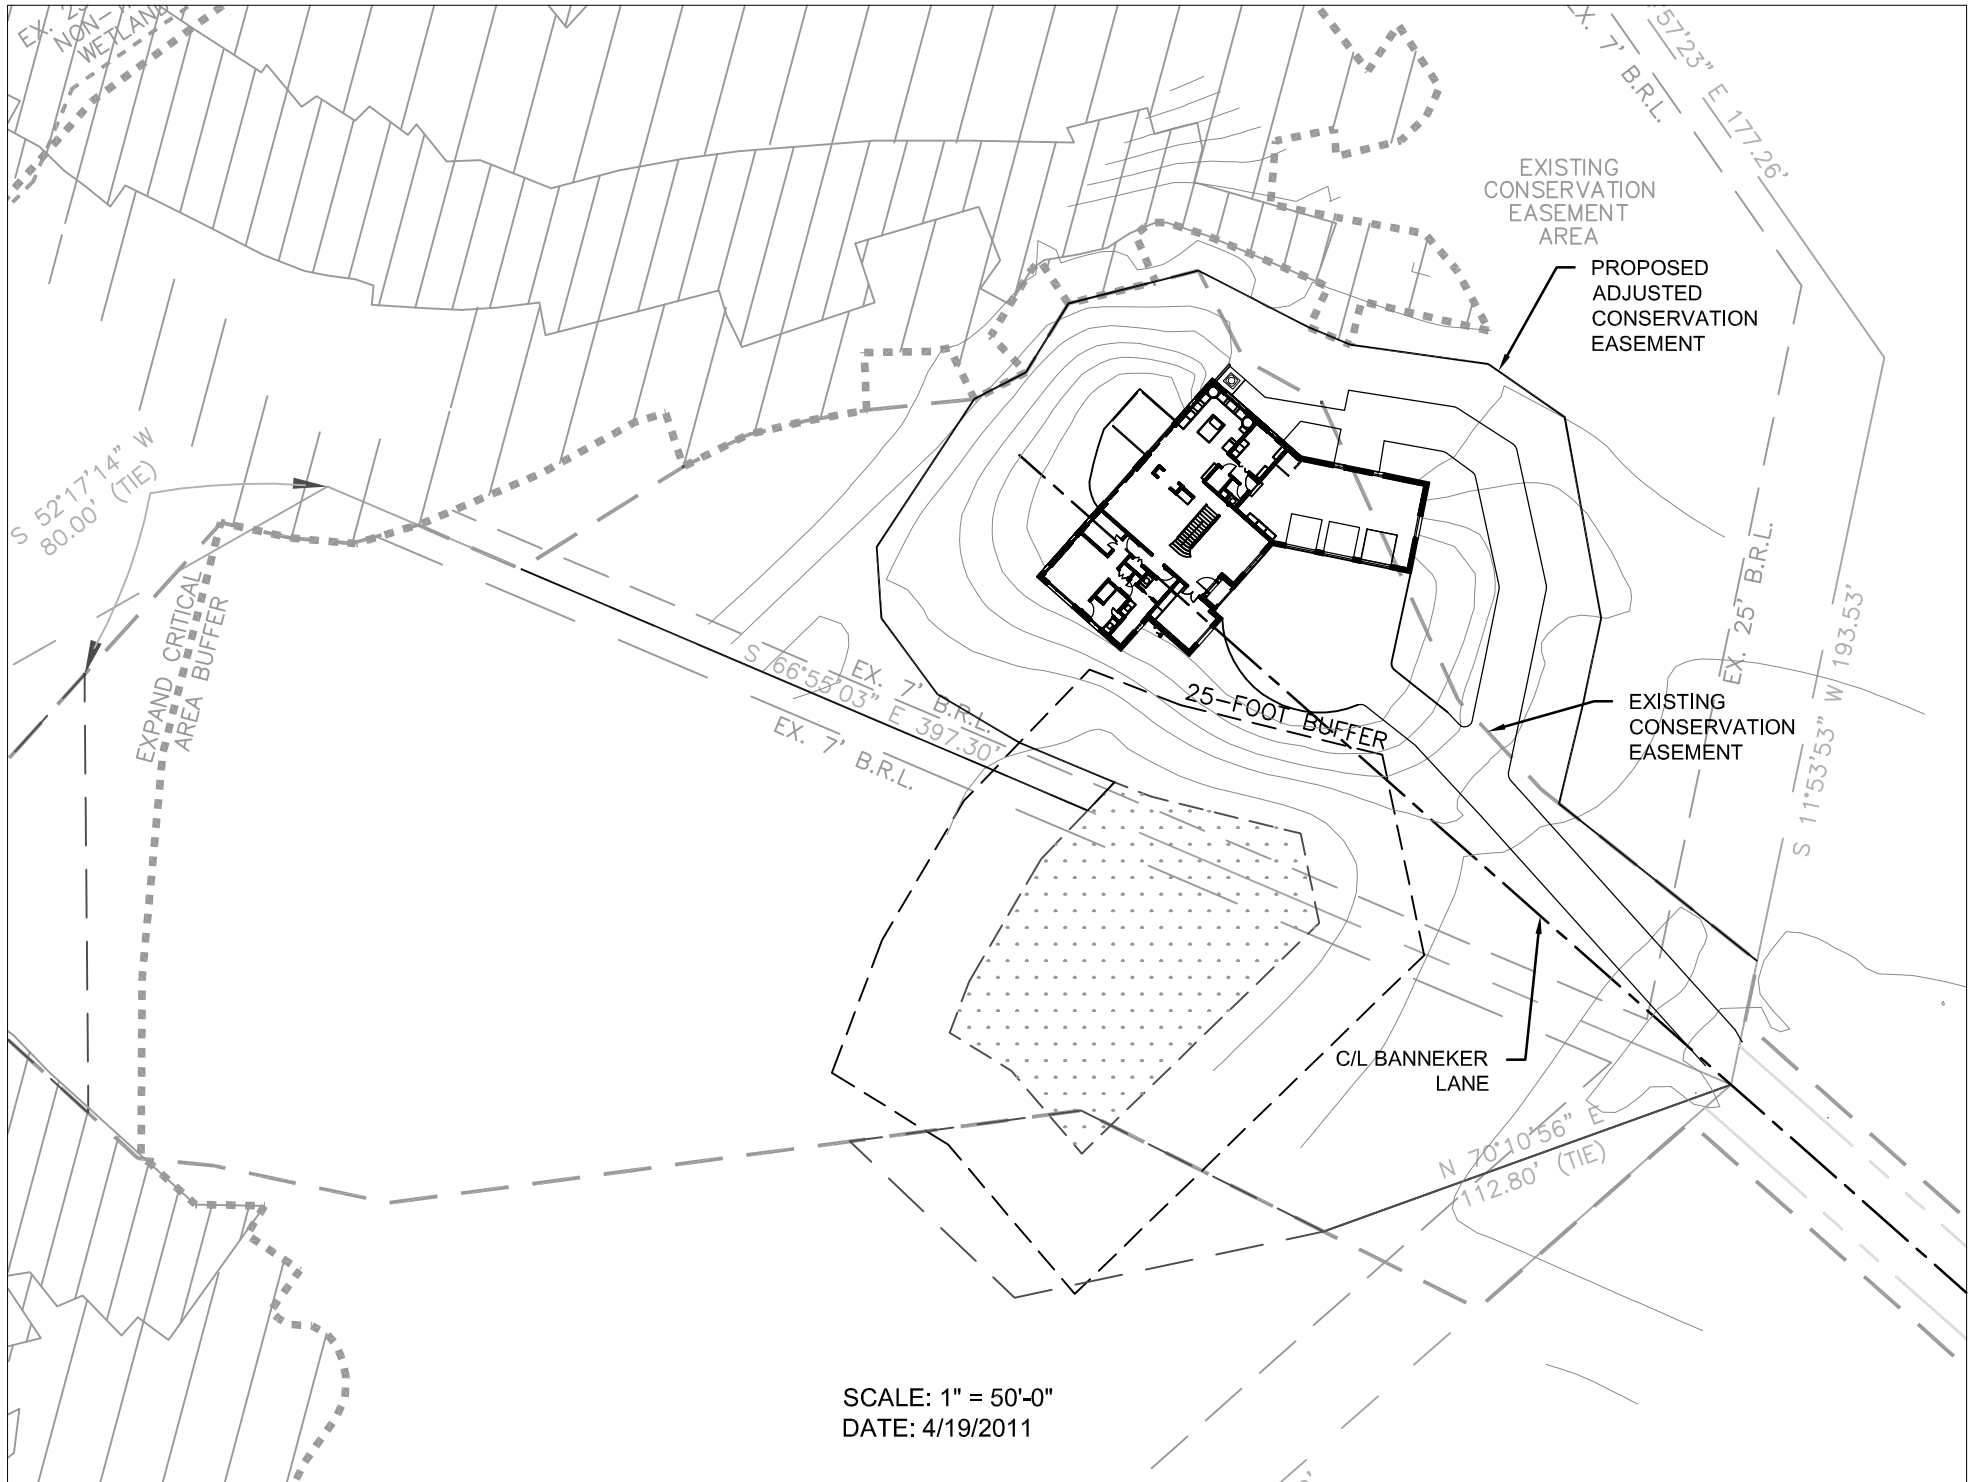 EX.
NON-
WETLAND
EX. 7' B.R.L.
57'23" E 177.26'
EXISTING
CONSERVATION
EASEMENT
AREA
PROPOSED
ADJUSTED
CONSERVATION
EASEMENT
S 52°17'14" W
80.00' (TIE)
EXPAND CRITICAL
AREA BUFFER
EX. 7' B.R.L.
S 66°55'03" E 397.30'
EX. 7' B.R.L.
25-FOOT BUFFER
EX. 25' B.R.L.
S 11°53'53" W 193.53'
EXISTING
CONSERVATION
EASEMENT
C/L BANNEKER
LANE
N 70°10'56" E
112.80' (TIE)
SCALE: 1" = 50'-0"
DATE: 4/19/2011